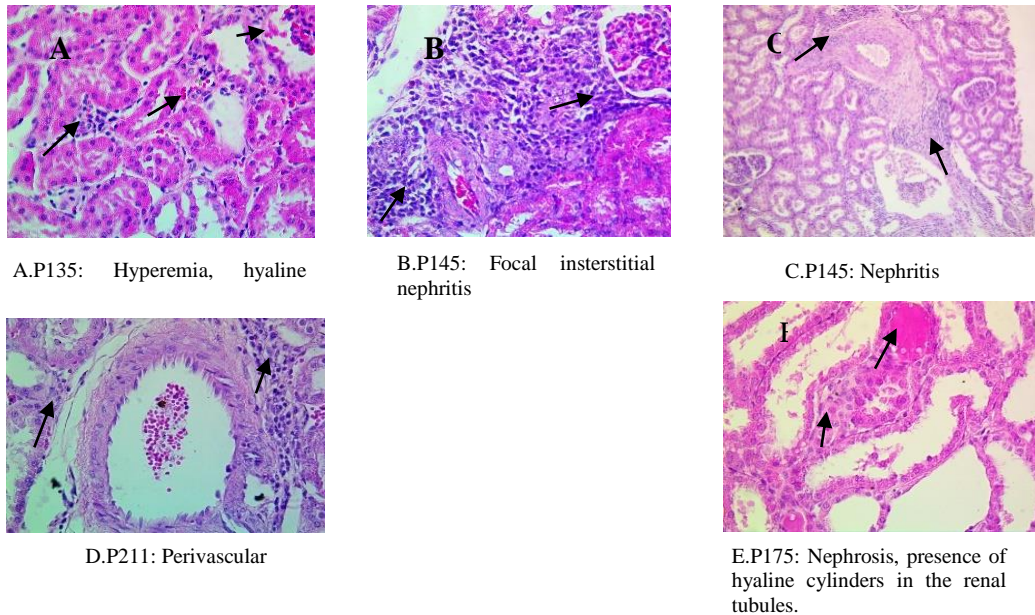 A
B
C
A.P135: Hyperemia, hyaline
B.P145: Focal insterstitial
nephritis
C.P145: Nephritis
D.P211: Perivascular
E.P175: Nephrosis, presence of
hyaline cylinders in the renal
tubules.